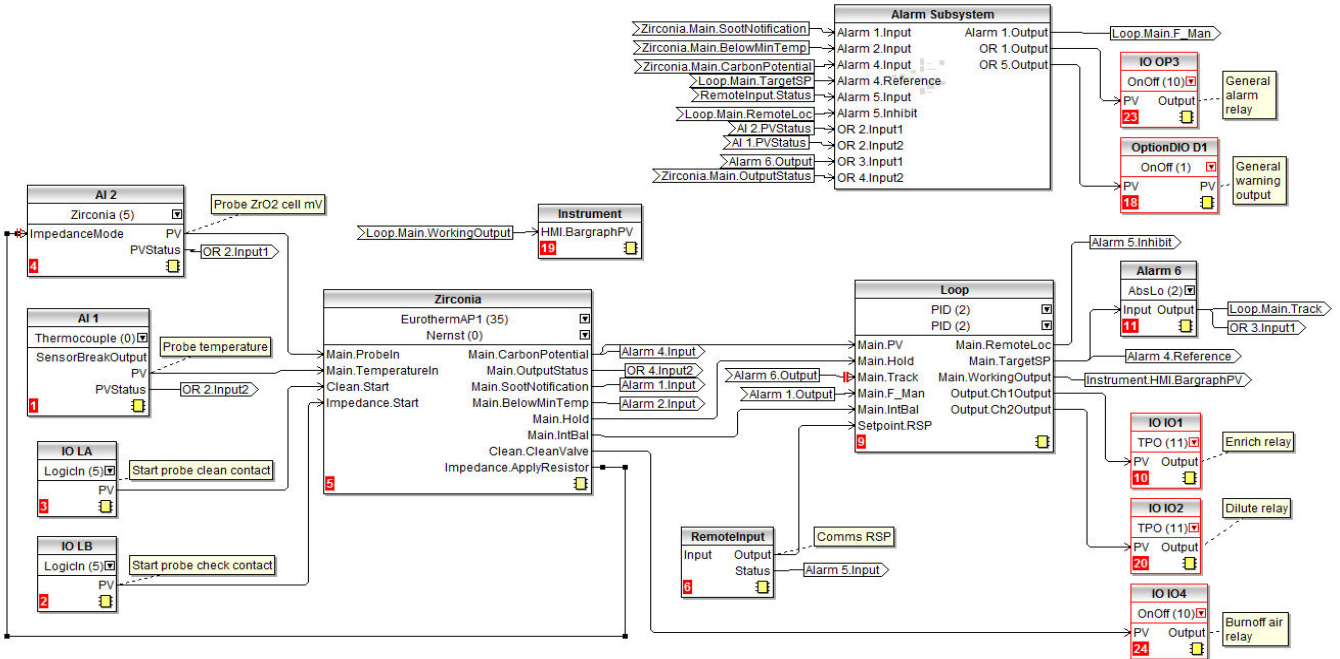 Alarm Subsystem
Zirconia.Main.SootNotification
Alarm 1.Input
Alarm 1.Output
Loop.Main.F_Man
Zirconia.Main.BelowMinTemp
Alarm 2.Input
OR 1.Output
Zirconia.Main.CarbonPotential
Alarm 4.Input
OR 5.Output
Loop.Main.TargetSP
Alarm 4.Reference
RemoteInput.Status
Alarm 5.Input
Loop.Main.RemoteLoc
Alarm 5.Inhibit
AI 2.PVStatus
OR 2.Input1
AI 1.PVStatus
OR 2.Input2
Alarm 6.Output
OR 3.Input1
Zirconia.Main.OutputStatus
OR 4.Input2
IO OP3
OnOff (10)
PV Output
23
General
alarm
relay
OptionDIO D1
OnOff (1)
PV PV
18
General
warning
output
AI 2
Zirconia (5)
ImpedanceMode PV
PVStatus
4
Probe ZrO2 cell mV
OR 2.Input1
Instrument
Loop.Main.WorkingOutput
HMI.BargraphPV
19
AI 1
Thermocouple (0)
SensorBreakOutput
PV
PVStatus
1
Probe temperature
OR 2.Input2
IO LA
LogicIn (5)
PV
3
Start probe clean contact
IO LB
LogicIn (5)
PV
2
Start probe check contact
Zirconia
EurothermAP1 (35)
Nernst (0)
Main.ProbeIn Main.CarbonPotential
Main.TemperatureIn Main.OutputStatus
Clean.Start Main.SootNotification
Impedance.Start Main.BelowMinTemp
Main.Hold
Main.IntBal
Clean.CleanValve
Impedance.ApplyResistor
5
Alarm 4.Input
OR 4.Input2
Alarm 1.Input
Alarm 2.Input
Alarm 6.Output
Alarm 1.Output
Loop
PID (2)
PID (2)
Main.PV Main.RemoteLoc
Main.Hold Main.TargetSP
Main.Track Main.WorkingOutput
Main.F_Man Output.Ch1Output
Main.IntBal Output.Ch2Output
Setpoint.RSP
9
Alarm 5.Inhibit
Alarm 6
AbsLo (2)
Input Output
11
Loop.Main.Track
OR 3.Input1
Alarm 4.Reference
Instrument.HMI.BargraphPV
RemoteInput
Input Output
Status
6
Comms RSP
Alarm 5.Input
IO IO1
TPO (11)
PV Output
10
Enrich relay
IO IO2
TPO (11)
PV Output
20
Dilute relay
IO IO4
OnOff (10)
PV Output
24
Burnoff air
relay